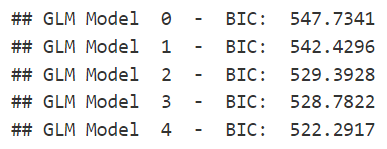 ## GLM Model  0  -  BIC:  547.7341
## GLM Model  1  -  BIC:  542.4296
## GLM Model  2  -  BIC:  529.3928
## GLM Model  3  -  BIC:  528.7822
## GLM Model  4  -  BIC:  522.2917